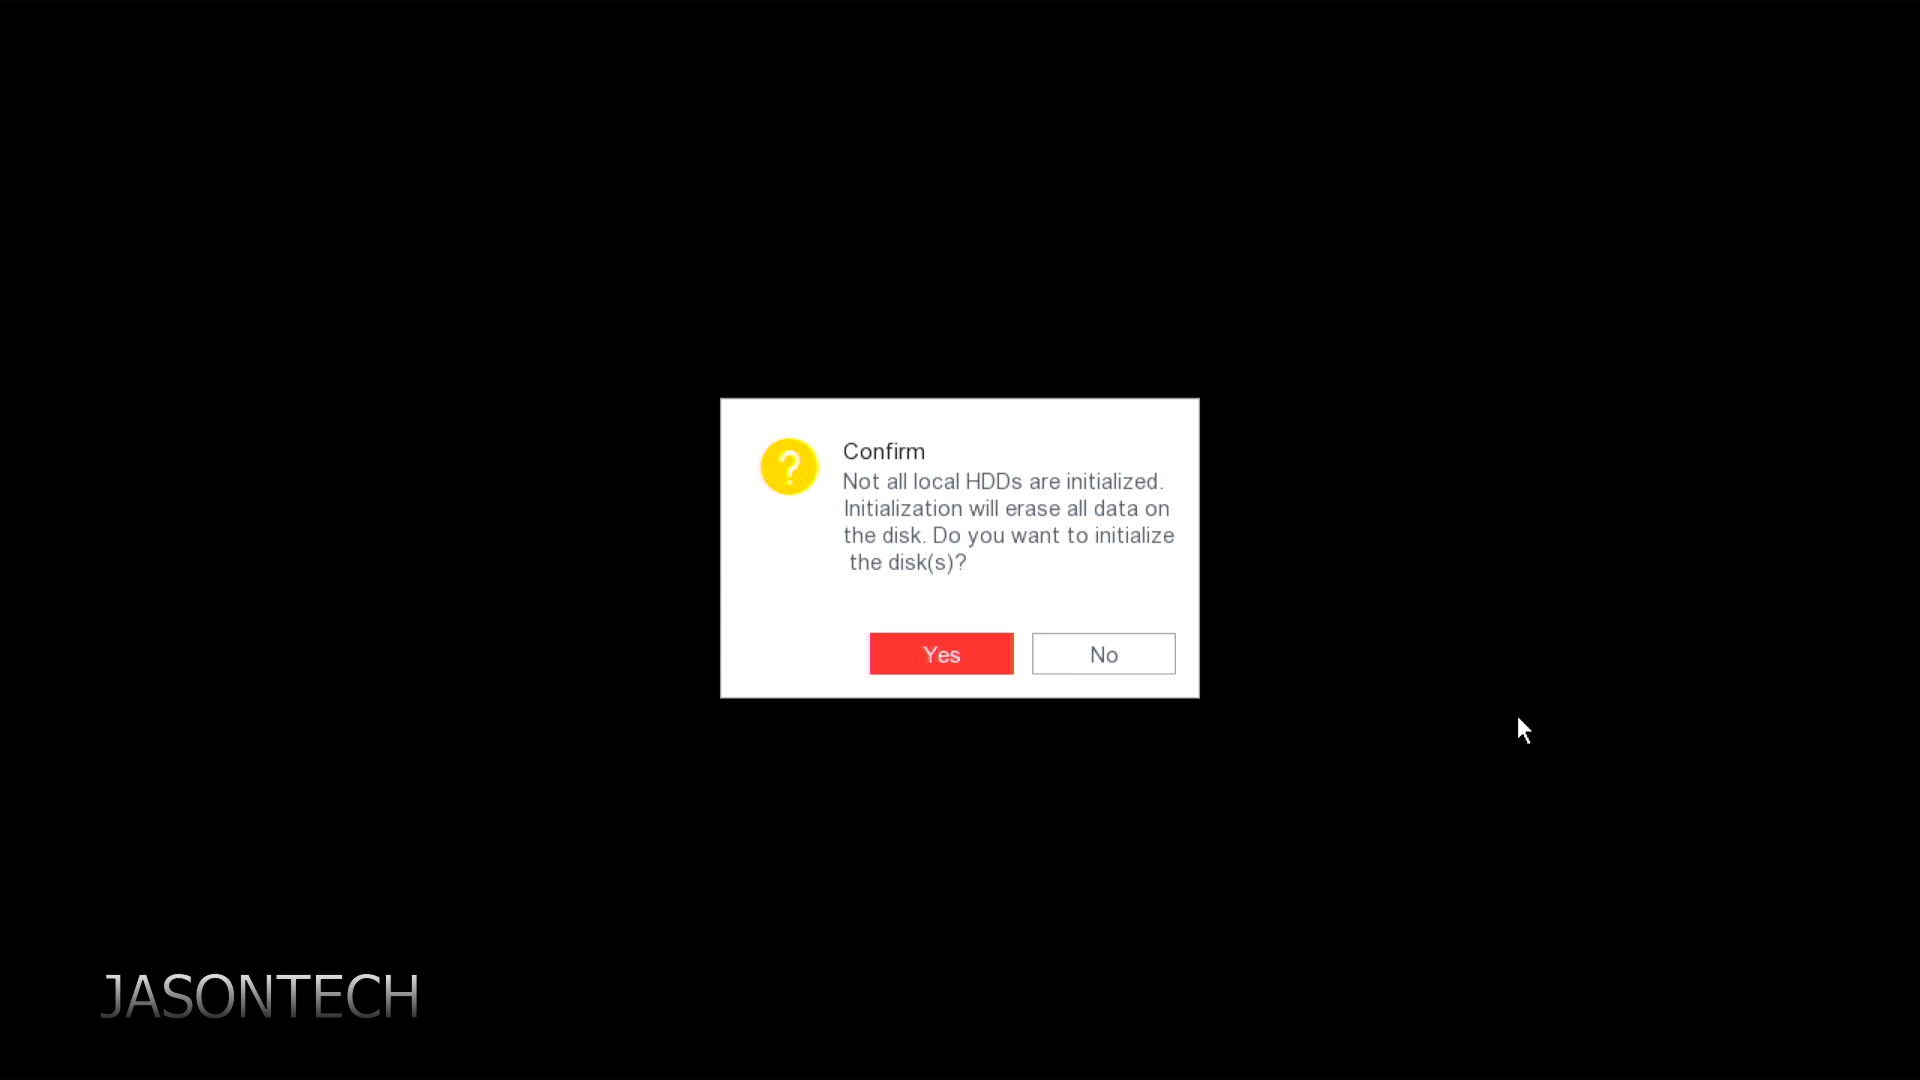 ?
Confirm
Not all local HDDs are initialized.
Initialization will erase all data on
the disk. Do you want to initialize
the disk(s)?
Yes
No
JASONTECH